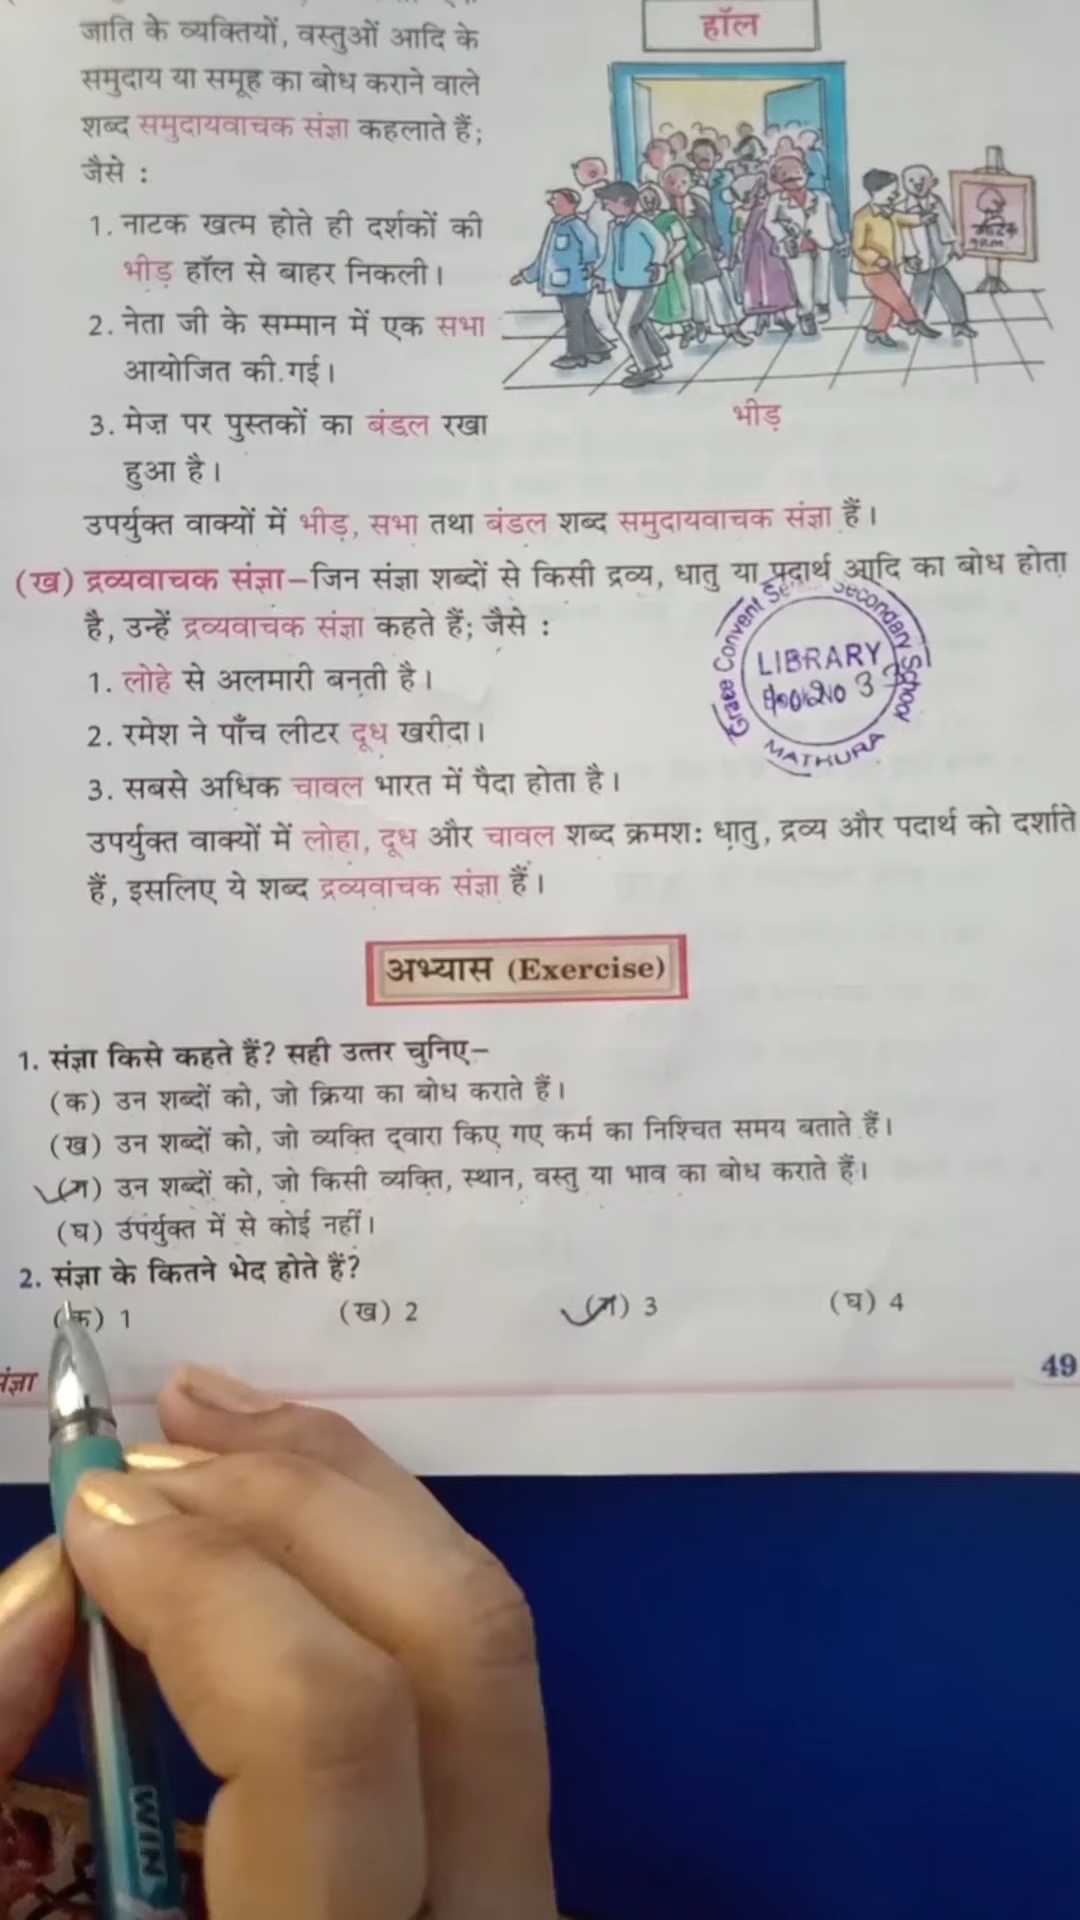 जाति के व्यक्तियों, वस्तुओं आदि के
समुदाय या समूह का बोध कराने वाले
शब्द समुदायवाचक संज्ञा कहलाते हैं;
जैसे :
1. नाटक खत्म होते ही दर्शकों की
भीड़ हॉल से बाहर निकली।
2. नेता जी के सम्मान में एक सभा
आयोजित की गई।
3. मेज़ पर पुस्तकों का बंडल रखा
हुआ है।
हॉल
भीड़
उपर्युक्त वाक्यों में भीड़, सभा तथा बंडल शब्द समुदायवाचक संज्ञा हैं।
(ख) द्रव्यवाचक संज्ञा–जिन संज्ञा शब्दों से किसी द्रव्य, धातु या पदार्थ आदि का बोध होता
है, उन्हें द्रव्यवाचक संज्ञा कहते हैं; जैसे :
1. लोहे से अलमारी बनती है।
2. रमेश ने पाँच लीटर दूध खरीदा।
3. सबसे अधिक चावल भारत में पैदा होता है।
Convent Secondary School
LIBRARY
MATHURA
उपर्युक्त वाक्यों में लोहा, दूध और चावल शब्द क्रमश: धातु, द्रव्य और पदार्थ को दर्शाते
हैं, इसलिए ये शब्द द्रव्यवाचक संज्ञा हैं।
अभ्यास (Exercise)
1. संज्ञा किसे कहते हैं? सही उत्तर चुनिए–
(क) उन शब्दों को, जो क्रिया का बोध कराते हैं।
(ख) उन शब्दों को, जो व्यक्ति द्वारा किए गए कर्म का निश्चित समय बताते हैं।
(ग) उन शब्दों को, जो किसी व्यक्ति, स्थान, वस्तु या भाव का बोध कराते हैं।
(घ) उपर्युक्त में से कोई नहीं।
2. संज्ञा के कितने भेद होते हैं?
(क) 1 (ख) 2 (ग) 3 (घ) 4
49
WIN